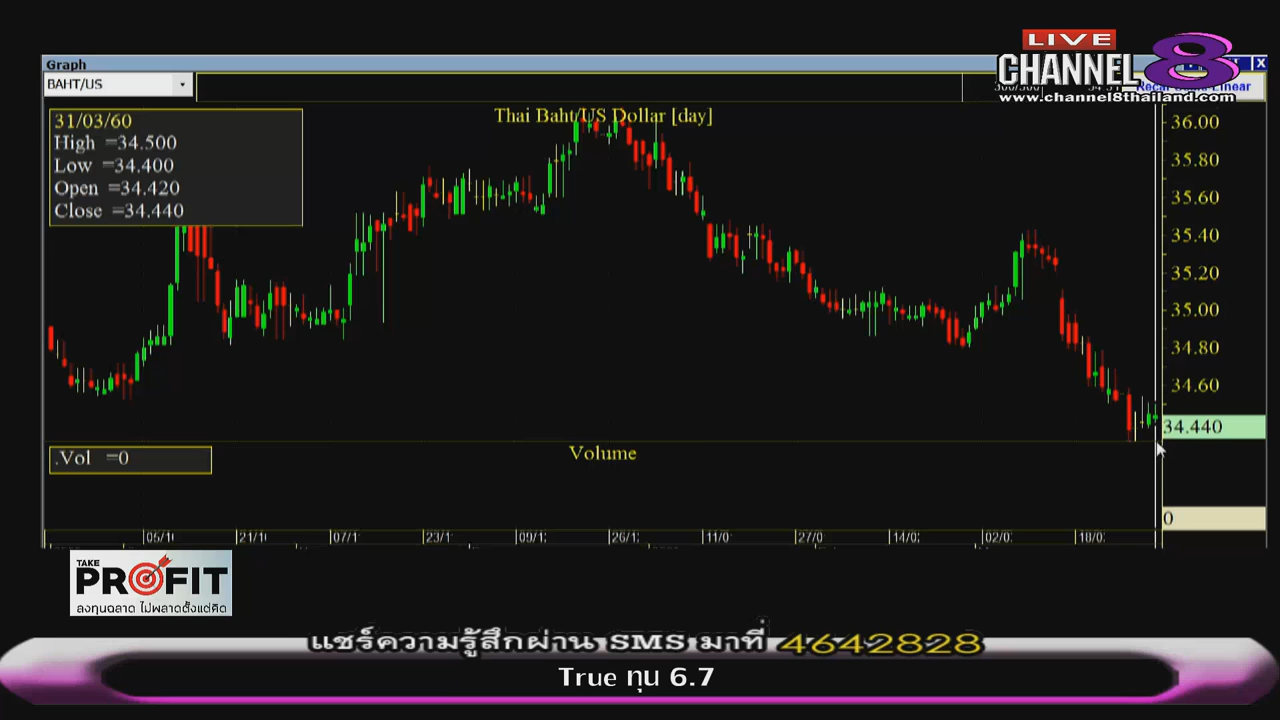 LIVE
CHANNEL 8
www.channel8thailand.com
Graph
BAHT/US
Linear
Thai Baht/US Dollar [day]
31/03/60
High =34.500
Low =34.400
Open =34.420
Close =34.440
36.00
35.80
35.60
35.40
35.20
35.00
34.80
34.60
34.440
.Vol =0
Volume
0
05/1 21/1 07/1 23/1 09/1 26/1 11/0 27/0 14/0 02/0 18/0
TAKE
PROFIT
ลงทุนฉลาด ไม่พลาดตั้งแต่คิด
แชร์ความรู้สึกผ่าน SMS มาที่ 4642828
True ทุน 6.7